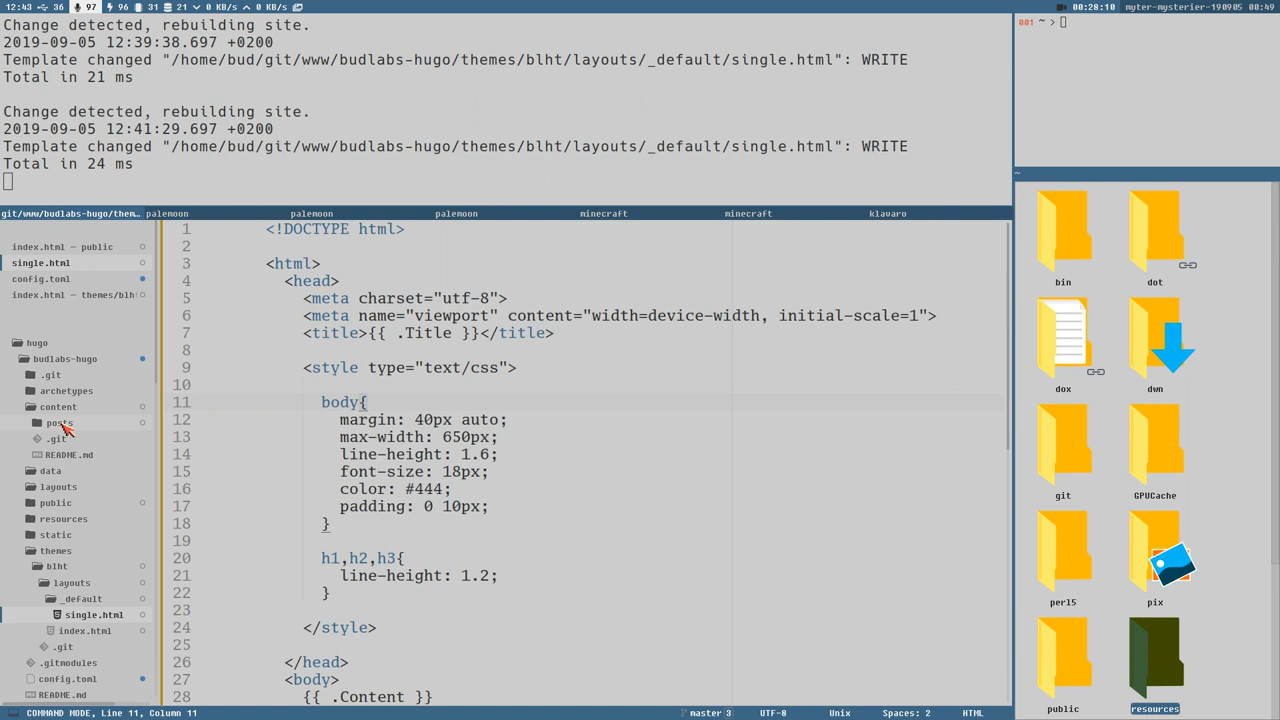 12:43 36 97 96 31 21 0 KB/s 0 KB/s
00:28:10 myter-mysterier-190905 00:49
Change detected, rebuilding site.
2019-09-05 12:39:38.697 +0200
Template changed "/home/bud/git/www/budlabs-hugo/themes/blht/layouts/_default/single.html": WRITE
Total in 21 ms
Change detected, rebuilding site.
2019-09-05 12:41:29.697 +0200
Template changed "/home/bud/git/www/budlabs-hugo/themes/blht/layouts/_default/single.html": WRITE
Total in 24 ms
001 ~ >
git/www/budlabs-hugo/them… palemoon palemoon palemoon minecraft minecraft klavaro
index.html — public
single.html
config.toml
index.html — themes/blh
hugo
budlabs-hugo
.git
archetypes
content
posts
.git
README.md
data
layouts
public
resources
static
themes
blht
layouts
_default
single.html
index.html
.git
.gitmodules
config.toml
README.md
1 <!DOCTYPE html>
2
3 <html>
4 <head>
5 <meta charset="utf-8">
6 <meta name="viewport" content="width=device-width, initial-scale=1">
7 <title>{{ .Title }}</title>
8
9 <style type="text/css">
10
11 body{
12 margin: 40px auto;
13 max-width: 650px;
14 line-height: 1.6;
15 font-size: 18px;
16 color: #444;
17 padding: 0 10px;
18 }
19
20 h1,h2,h3{
21 line-height: 1.2;
22 }
23
24 </style>
25
26 </head>
27 <body>
28 {{ .Content }}
COMMAND MODE, Line 11, Column 11 master 3 UTF-8 Unix Spaces: 2 HTML
~
bin dot
dox dwn
git GPUCache
perl5 pix
public resources